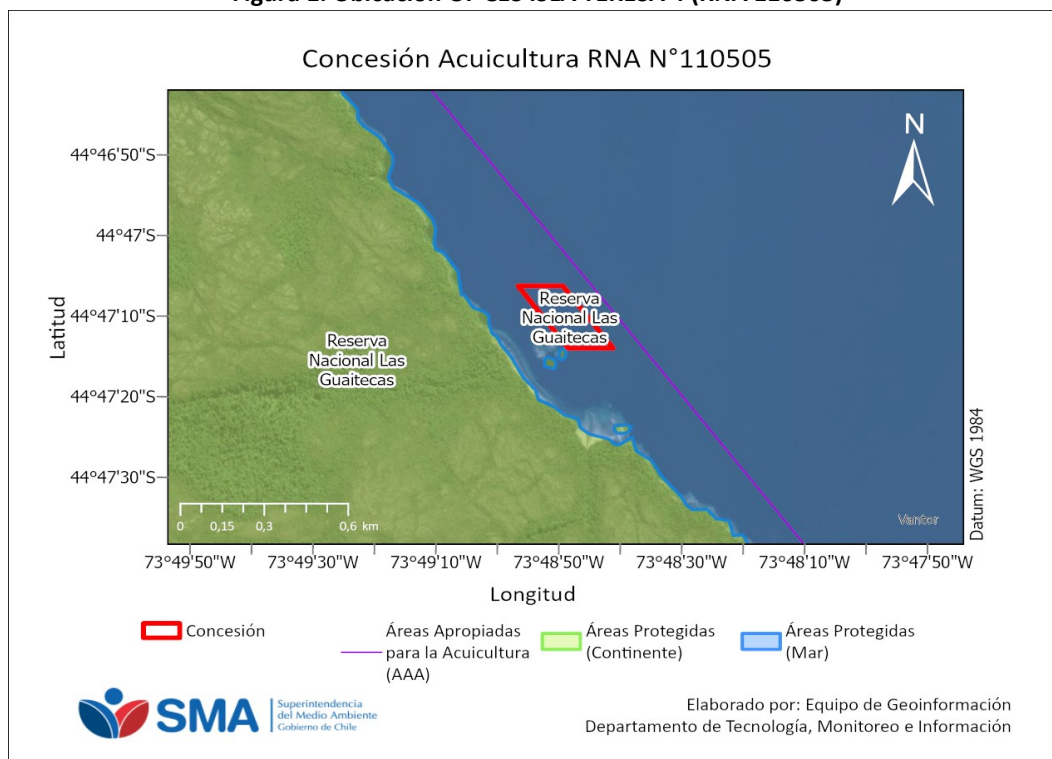 Concesión Acuicultura RNA N°110505
N
44°46'50"S
44°47'S
44°47'10"S
44°47'20"S
44°47'30"S
Latitud
Reserva
Nacional Las
Guaitecas
Reserva
Nacional Las
Guaitecas
Datum: WGS 1984
Vantor
0 0,15 0,3 0,6 km
73°49'50"W 73°49'30"W 73°49'10"W 73°48'50"W 73°48'30"W 73°48'10"W 73°47'50"W
Longitud
Concesión
Áreas Apropiadas
para la Acuicultura
(AAA)
Áreas Protegidas
(Continente)
Áreas Protegidas
(Mar)
SMA
Superintendencia
del Medio Ambiente
Gobierno de Chile
Elaborado por: Equipo de Geoinformación
Departamento de Tecnología, Monitoreo e Información